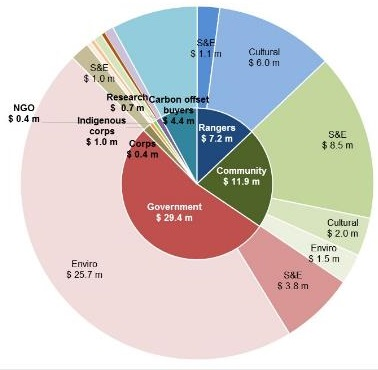 S&E
$ 1.1 m
Cultural
$ 6.0 m
S&E
$ 8.5 m
Cultural
$ 2.0 m
Enviro
$ 1.5 m
S&E
$ 3.8 m
Enviro
$ 25.7 m
S&E
$ 1.0 m
NGO
$ 0.4 m
Research
$ 0.7 m
Indigenous
corps
$ 1.0 m
Corps
$ 0.4 m
Carbon offset
buyers
$ 4.4 m
Rangers
$ 7.2 m
Community
$ 11.9 m
Government
$ 29.4 m